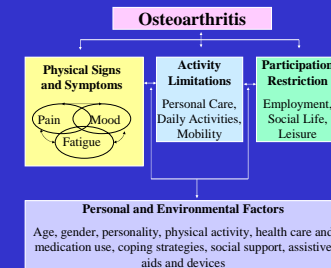 Osteoarthritis
Physical Signs
and Symptoms
Pain
Mood
Fatigue
Activity
Limitations
Personal Care,
Daily Activities,
Mobility
Participation
Restriction
Employment,
Social Life,
Leisure
Personal and Environmental Factors
Age, gender, personality, physical activity, health care and
medication use, coping strategies, social support, assistive
aids and devices